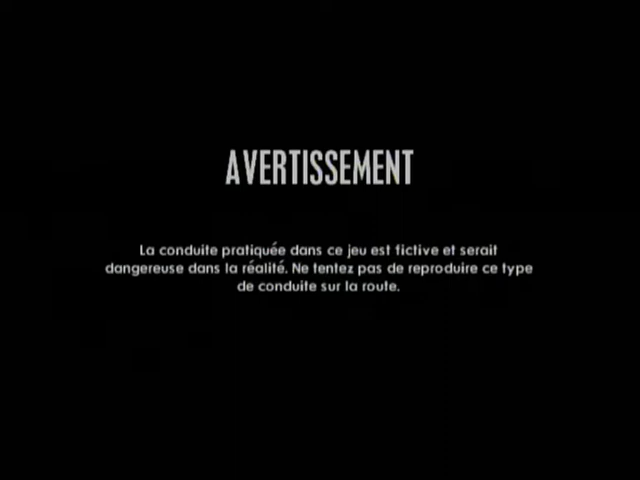 AVERTISSEMENT
La conduite pratiquée dans ce jeu est fictive et serait
dangereuse dans la réalité. Ne tentez pas de reproduire ce type
de conduite sur la route.